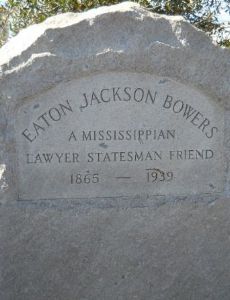 EATON JACKSON BOWERS
A MISSISSIPPIAN
LAWYER STATESMAN FRIEND
1865 — 1939